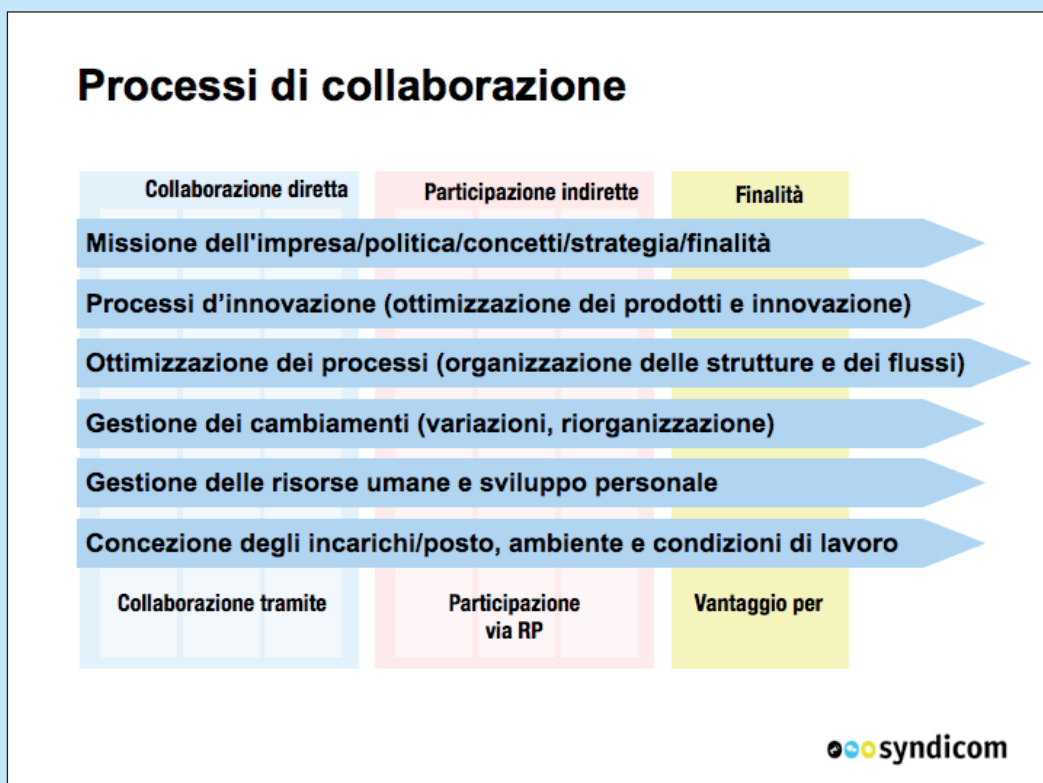 Processi di collaborazione
Collaborazione diretta
Participazione indirette
Finalità
Missione dell'impresa/politica/concetti/strategia/finalità
Processi d’innovazione (ottimizzazione dei prodotti e innovazione)
Ottimizzazione dei processi (organizzazione delle strutture e dei flussi)
Gestione dei cambiamenti (variazioni, riorganizzazione)
Gestione delle risorse umane e sviluppo personale
Concezione degli incarichi/posto, ambiente e condizioni di lavoro
Collaborazione tramite
Participazione
via RP
Vantaggio per
syndicom